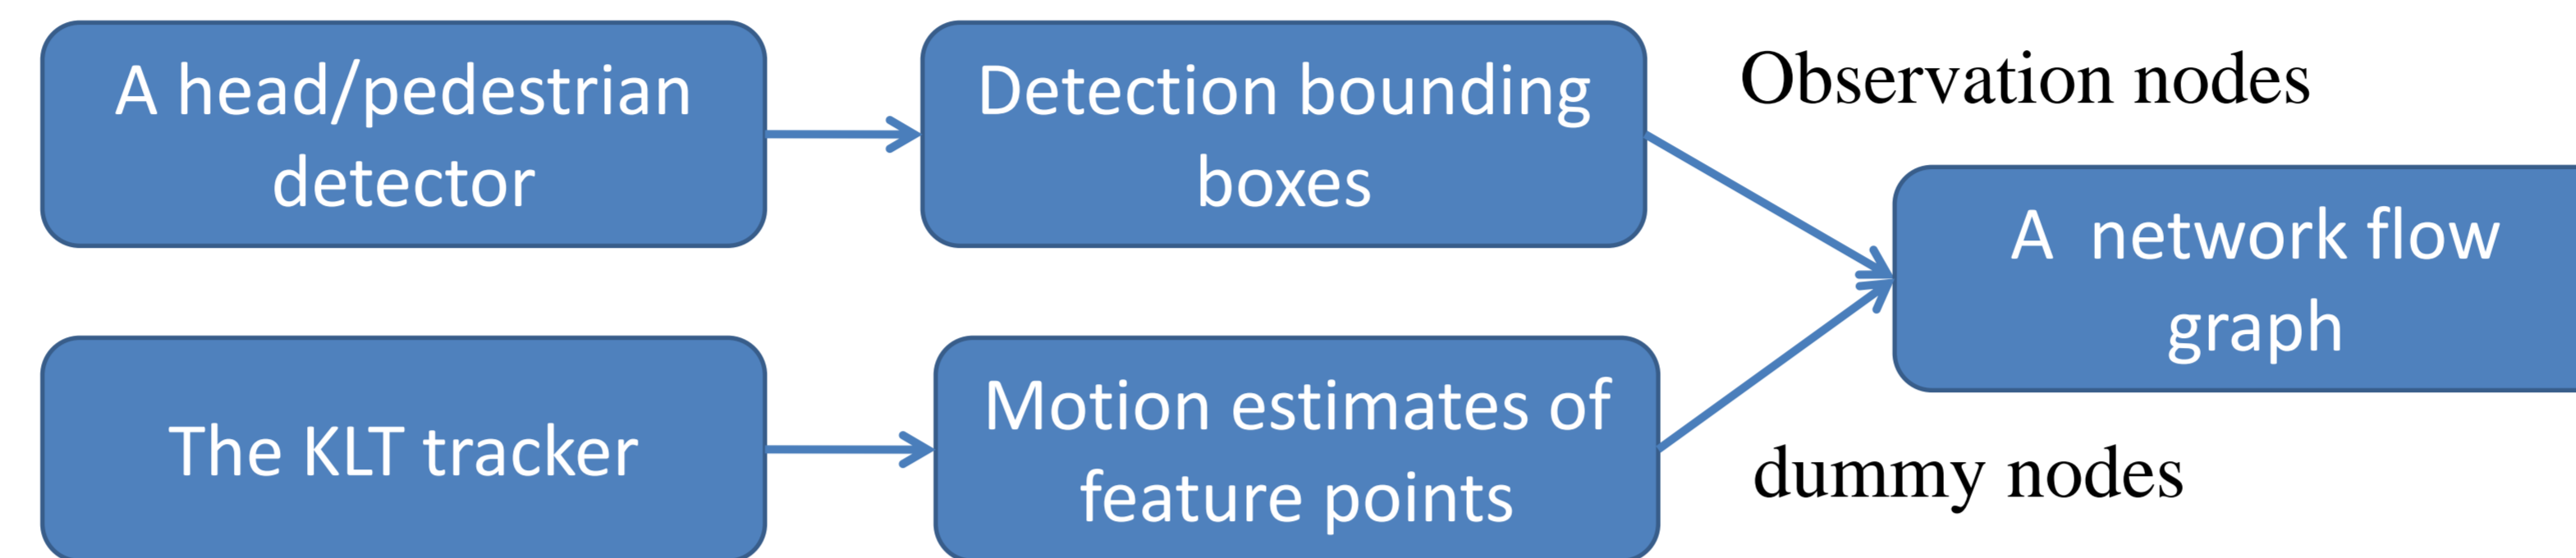 A head/pedestrian
detector
Detection bounding
boxes
Observation nodes
A network flow
graph
The KLT tracker
Motion estimates of
feature points
dummy nodes